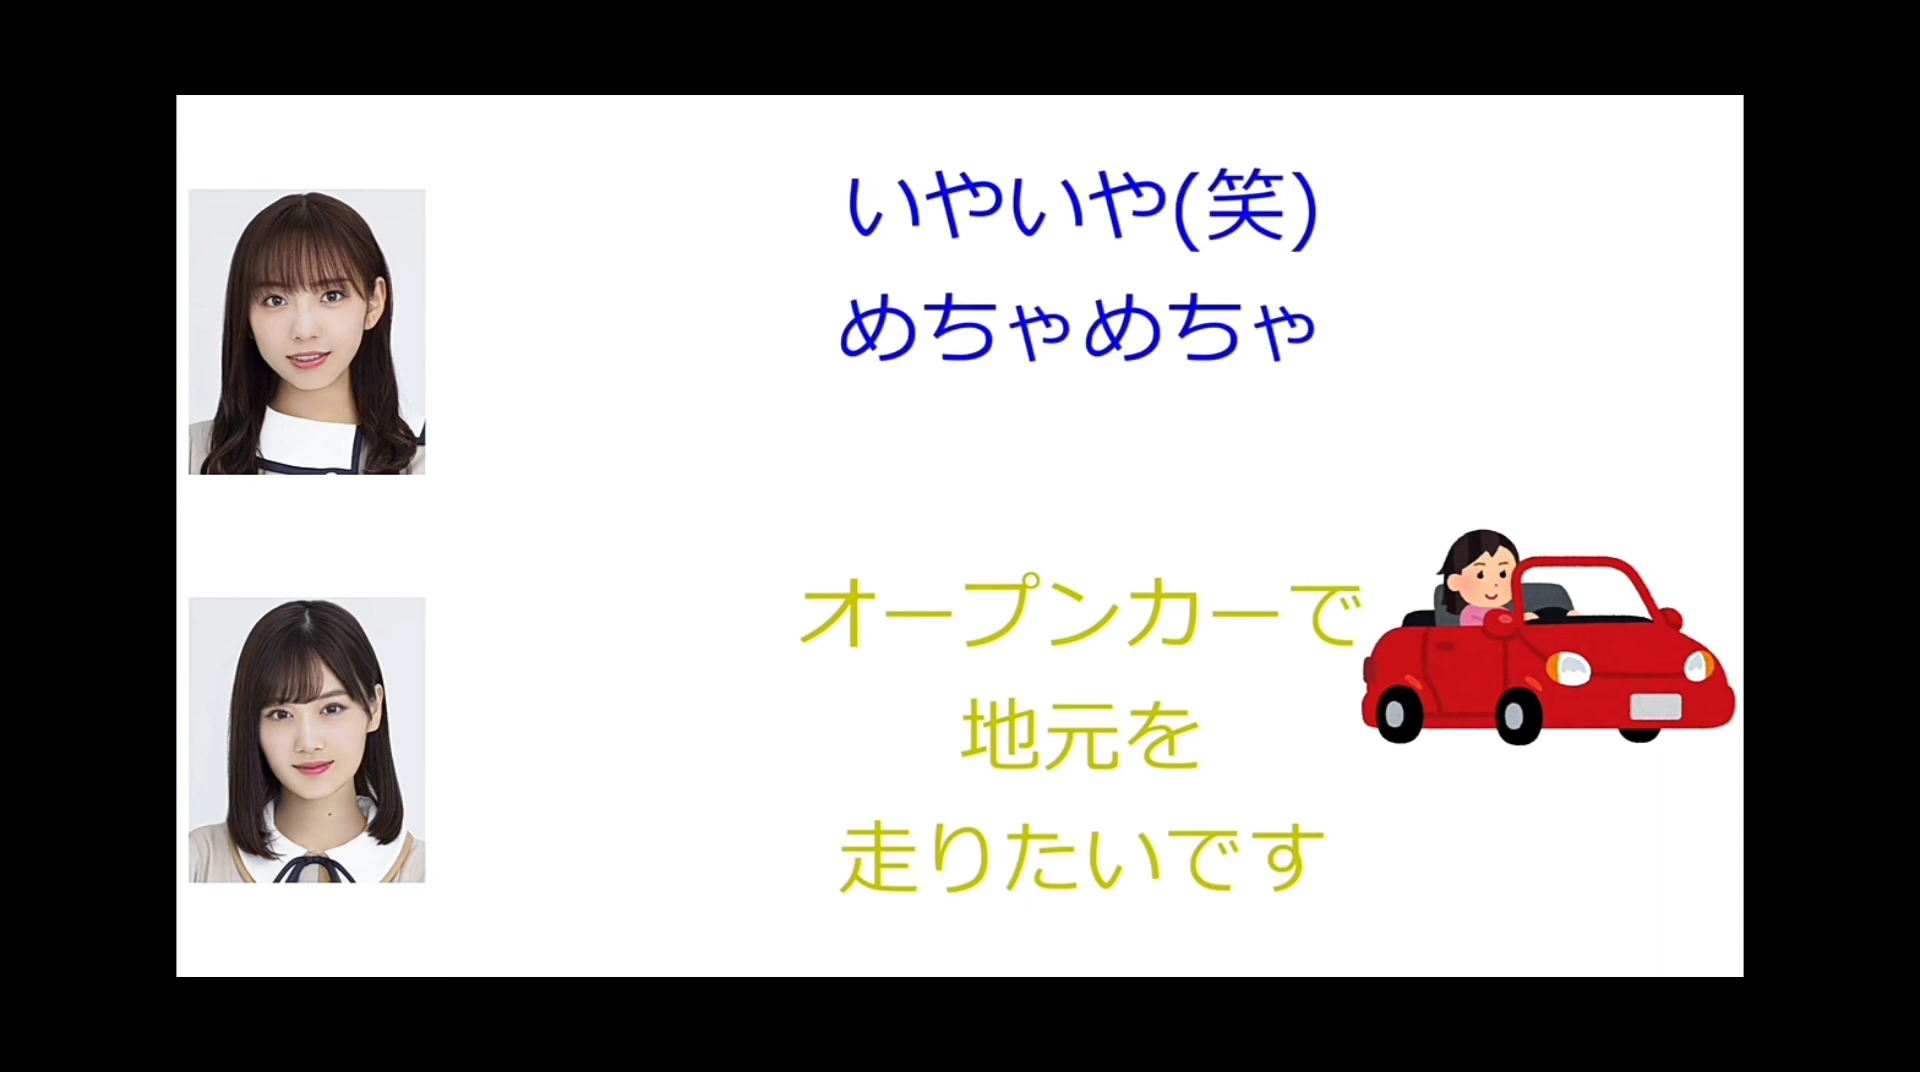 いやいや(笑)
めちゃめちゃ
オープンカーで
地元を
走りたいです